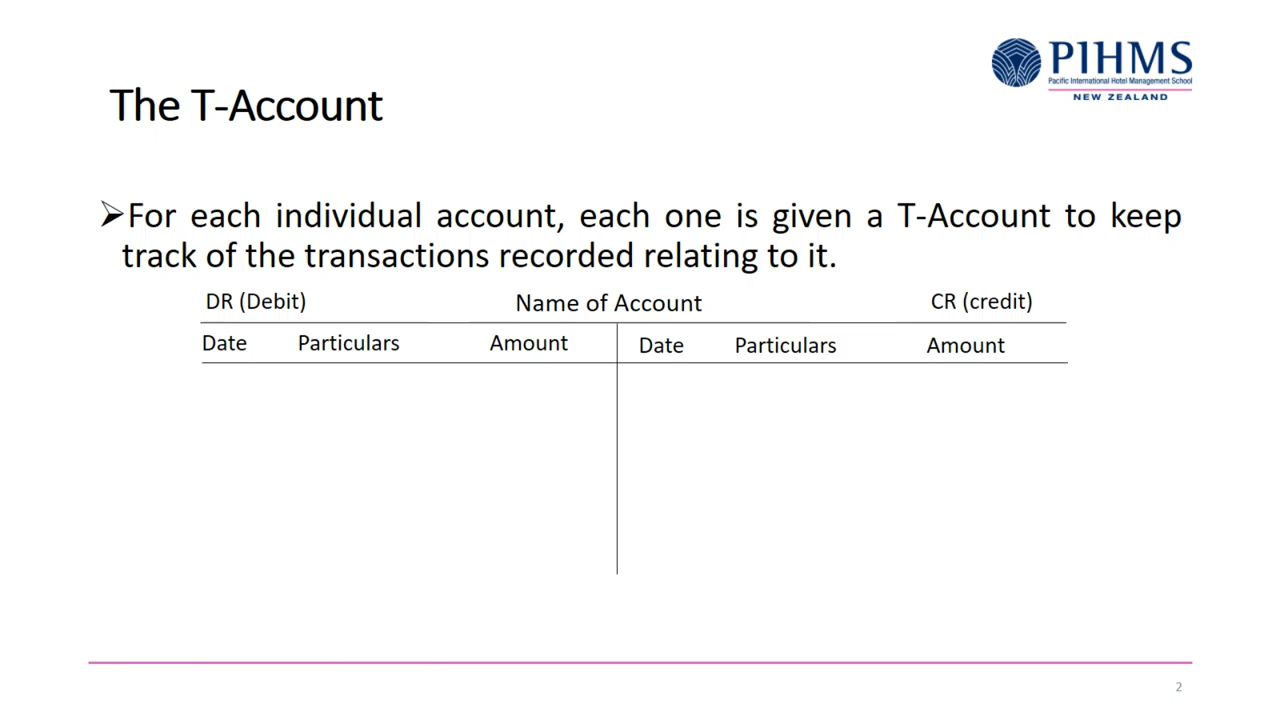 PIHMS
Pacific International Hotel Management School
NEW ZEALAND
The T-Account
➢For each individual account, each one is given a T-Account to keep
track of the transactions recorded relating to it.
DR (Debit) Name of Account CR (credit)
Date Particulars Amount Date Particulars Amount
2